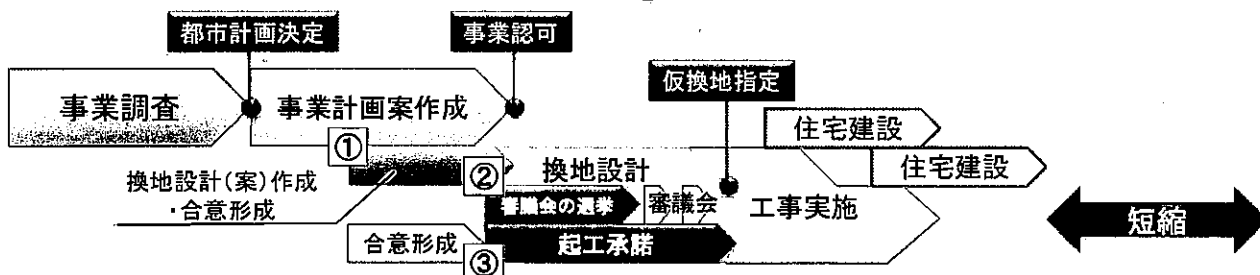 都市計画決定
事業認可
仮換地指定
事業調査
事業計画案作成
住宅建設
住宅建設
①
換地設計(案)作成
・合意形成
②
換地設計
審議会の選挙
審議会
工事実施
合意形成
③
起工承諾
短縮